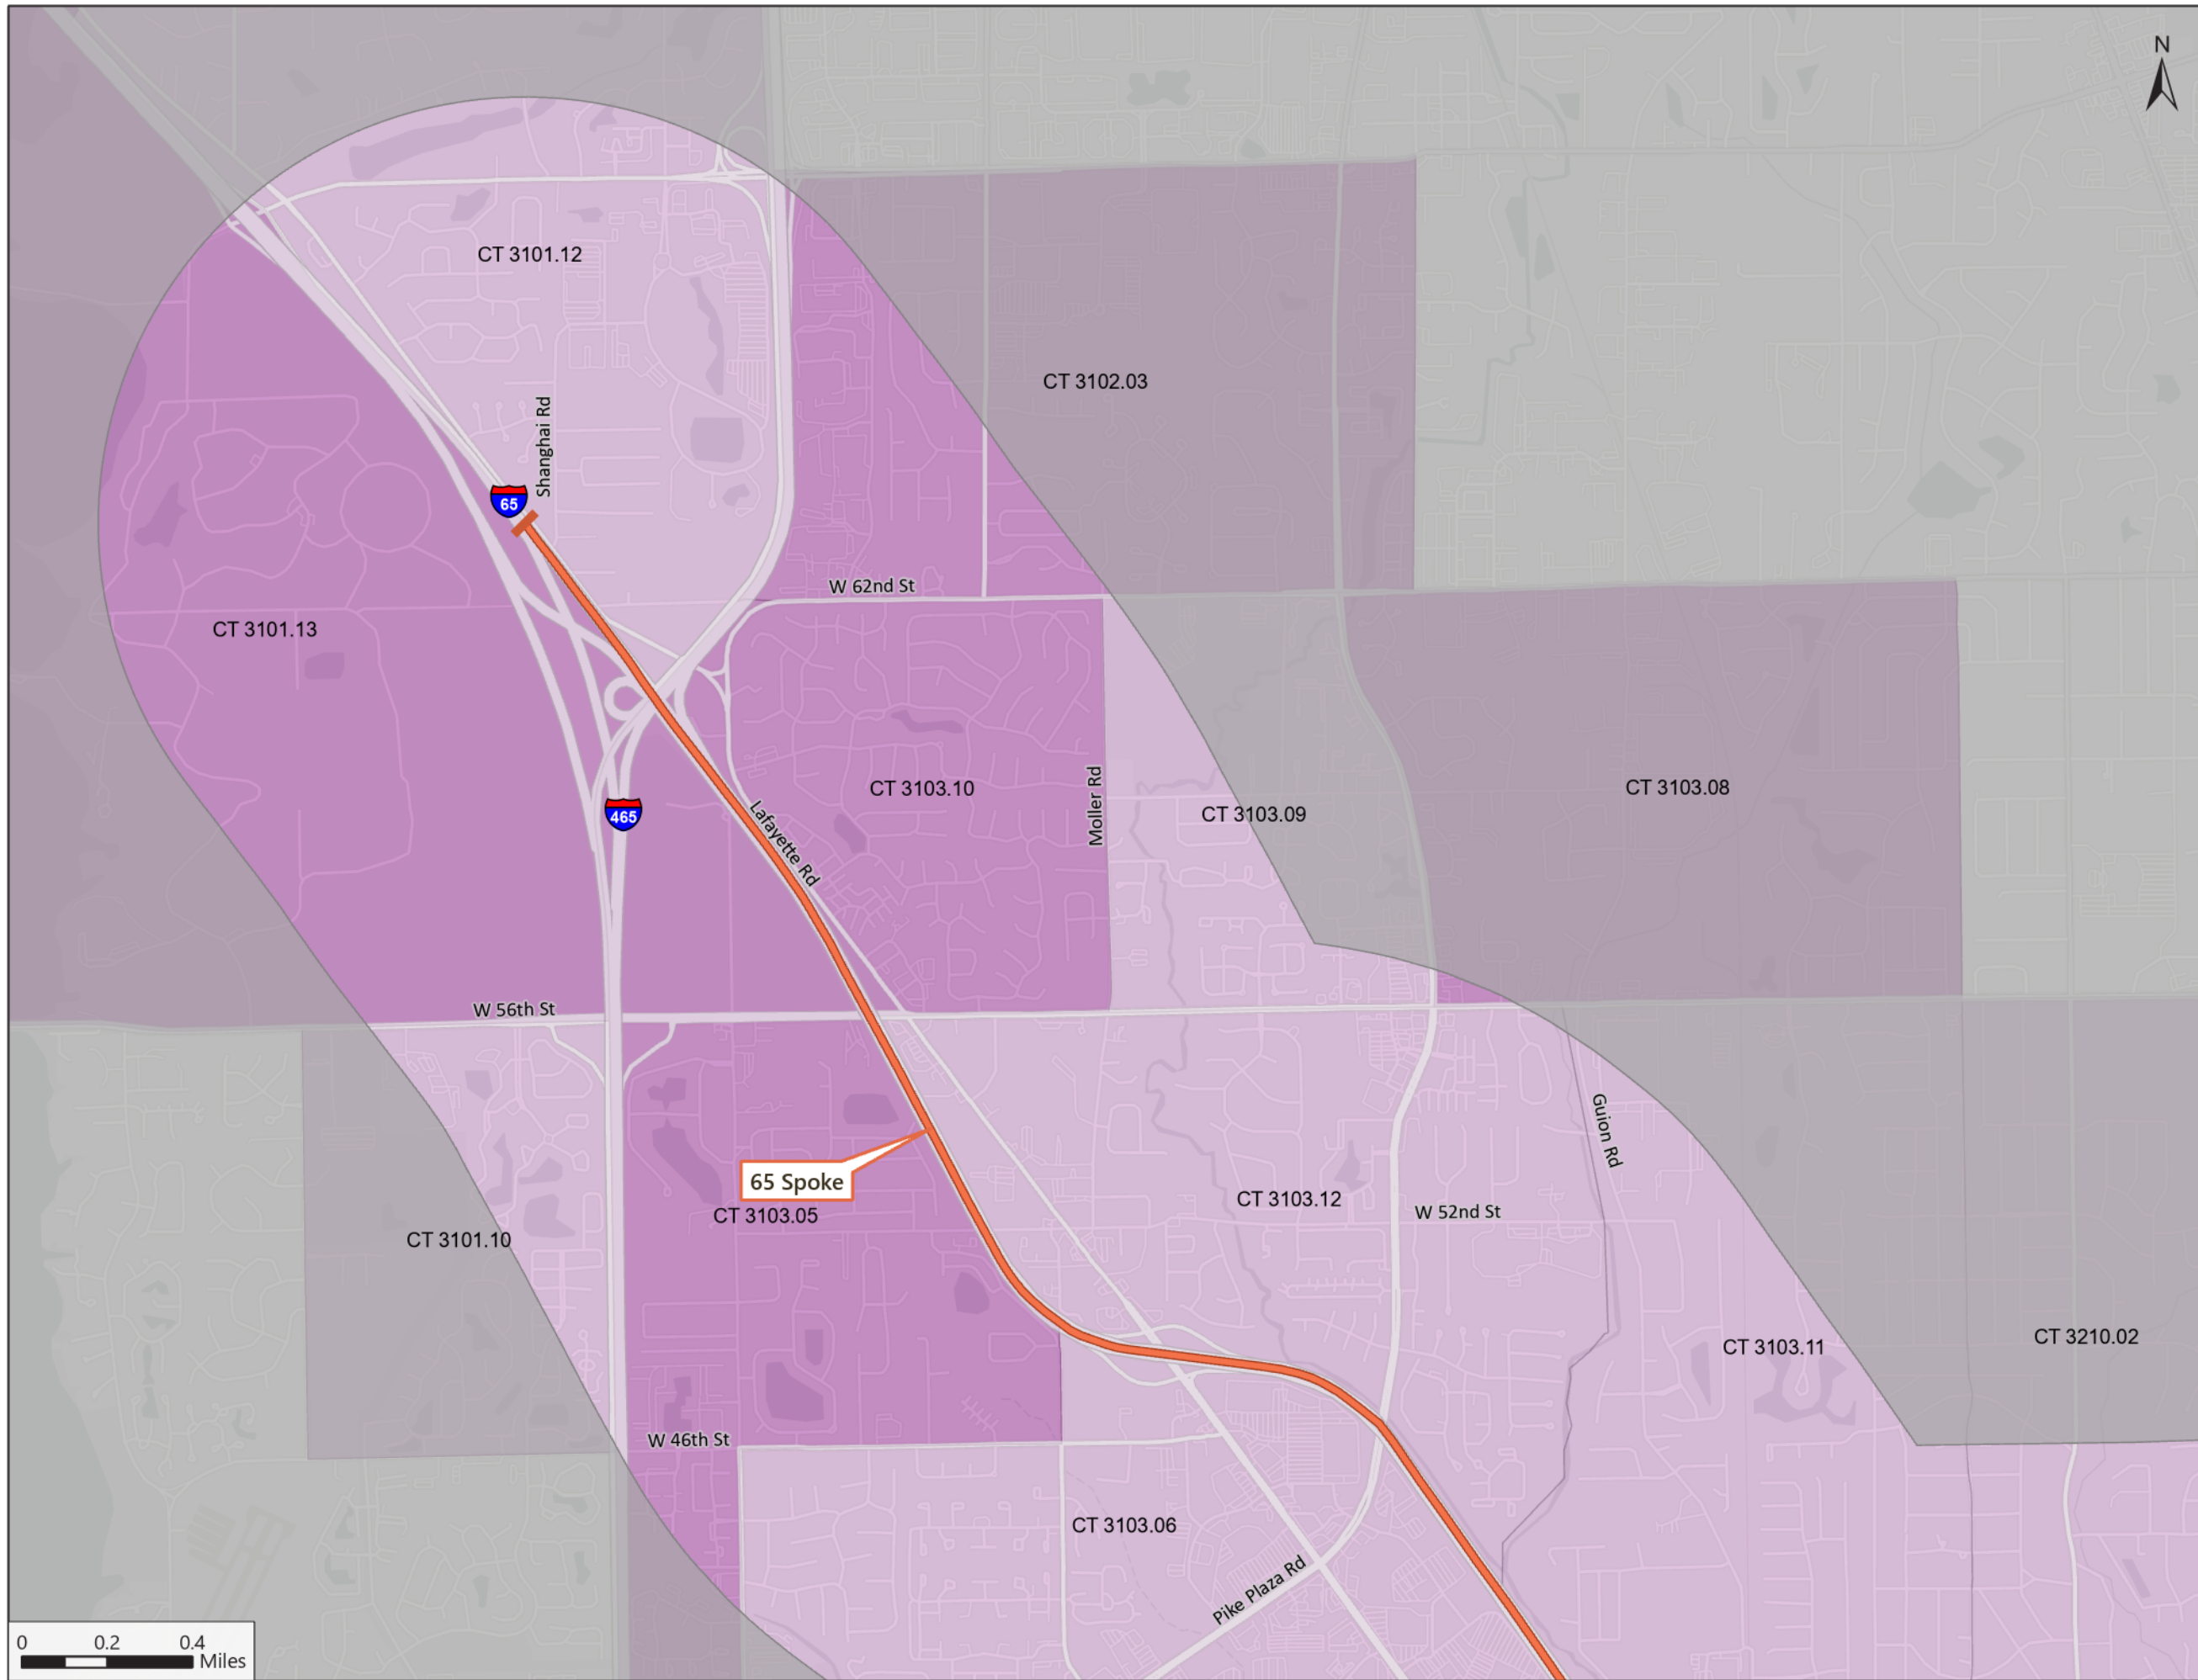 N
CT 3101.12
CT 3102.03
Shanghai Rd
65
W 62nd St
CT 3101.13
CT 3103.10
Moller Rd
CT 3103.09
CT 3103.08
465
Lafayette Rd
W 56th St
Guion Rd
65 Spoke
CT 3103.05
CT 3103.12
W 52nd St
CT 3101.10
CT 3103.11
CT 3210.02
W 46th St
CT 3103.06
Pike Plaza Rd
0 0.2 0.4
Miles